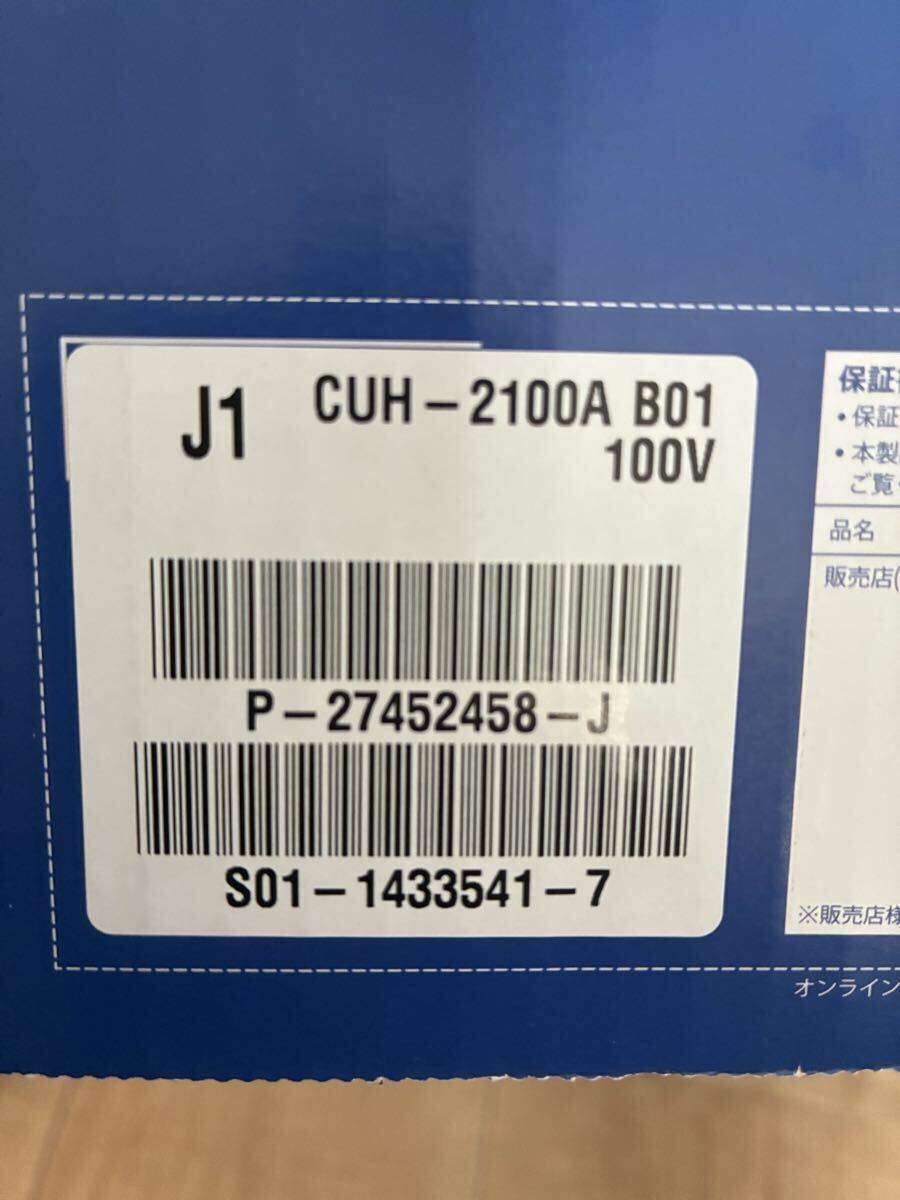 J1
CUH-2100A B01
100V
P-27452458-J
S01-1433541-7
保証
・保証
・本製
ご覧
品名
販売店(
※販売店様
オンライン